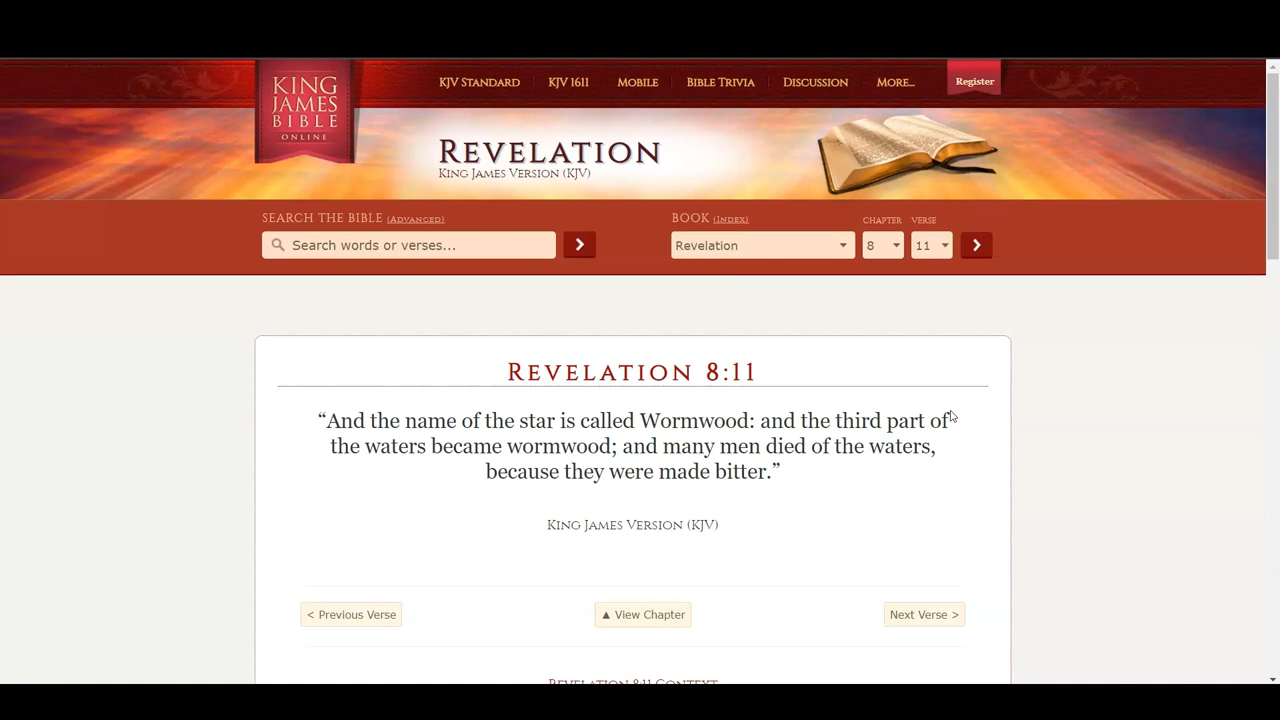 KING
JAMES
BIBLE
ONLINE
KJV STANDARD KJV 1611 MOBILE BIBLE TRIVIA DISCUSSION MORE... Register
REVELATION
KING JAMES VERSION (KJV)
SEARCH THE BIBLE (ADVANCED) BOOK (INDEX) CHAPTER VERSE
Search words or verses... Revelation 8 11
REVELATION 8:11
“And the name of the star is called Wormwood: and the third part of
the waters became wormwood; and many men died of the waters,
because they were made bitter.”
KING JAMES VERSION (KJV)
< Previous Verse ▲ View Chapter Next Verse >
REVELATION 8:11 CONTEXT